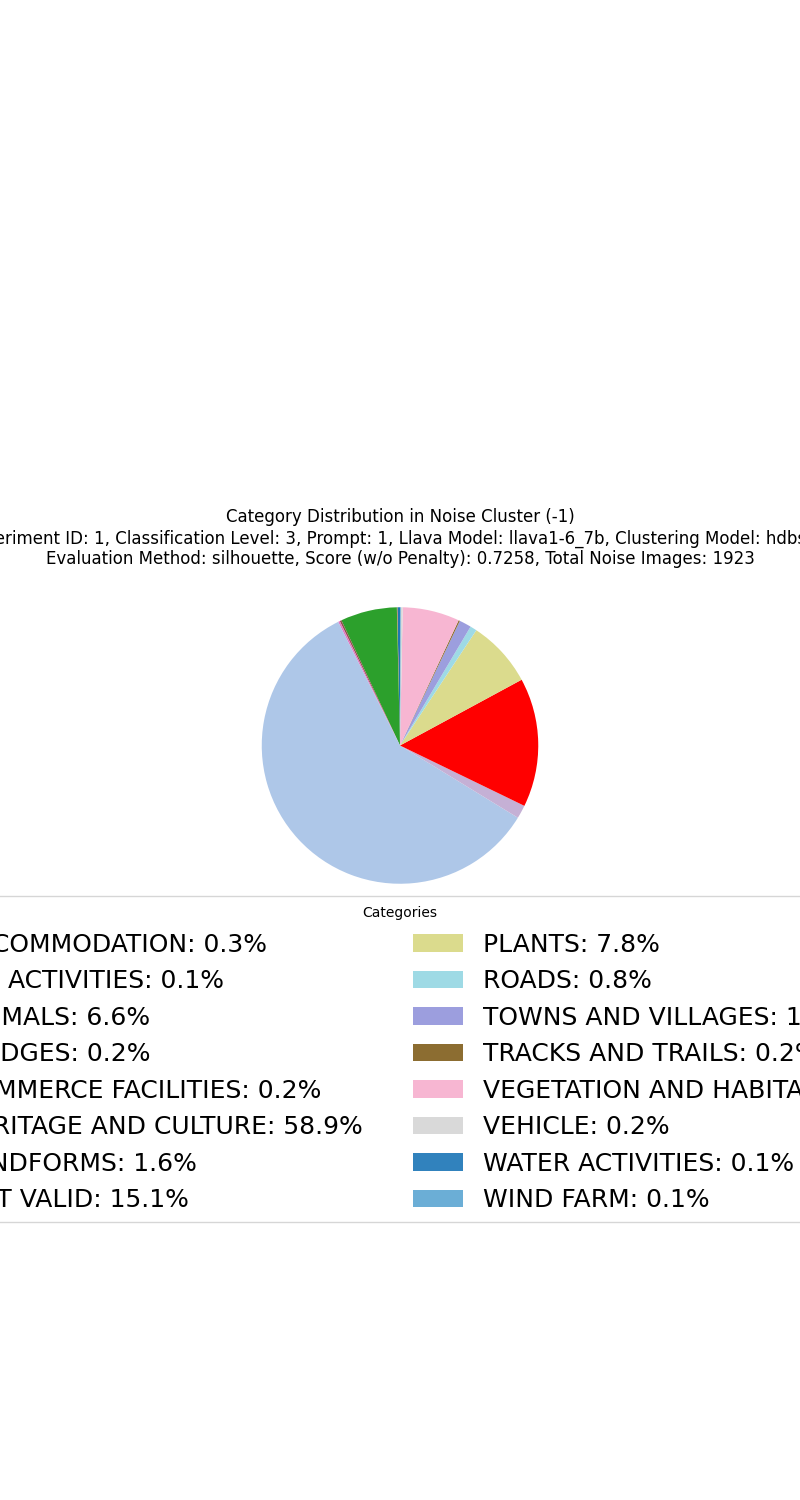 Category Distribution in Noise Cluster (-1)
eriment ID: 1, Classification Level: 3, Prompt: 1, Llava Model: llava1-6_7b, Clustering Model: hdbs
Evaluation Method: silhouette, Score (w/o Penalty): 0.7258, Total Noise Images: 1923
Categories
COMMODATION: 0.3%
ACTIVITIES: 0.1%
MALS: 6.6%
DGES: 0.2%
MMERCE FACILITIES: 0.2%
RITAGE AND CULTURE: 58.9%
NDFORMS: 1.6%
T VALID: 15.1%
PLANTS: 7.8%
ROADS: 0.8%
TOWNS AND VILLAGES: 1
TRACKS AND TRAILS: 0.2%
VEGETATION AND HABITA
VEHICLE: 0.2%
WATER ACTIVITIES: 0.1%
WIND FARM: 0.1%